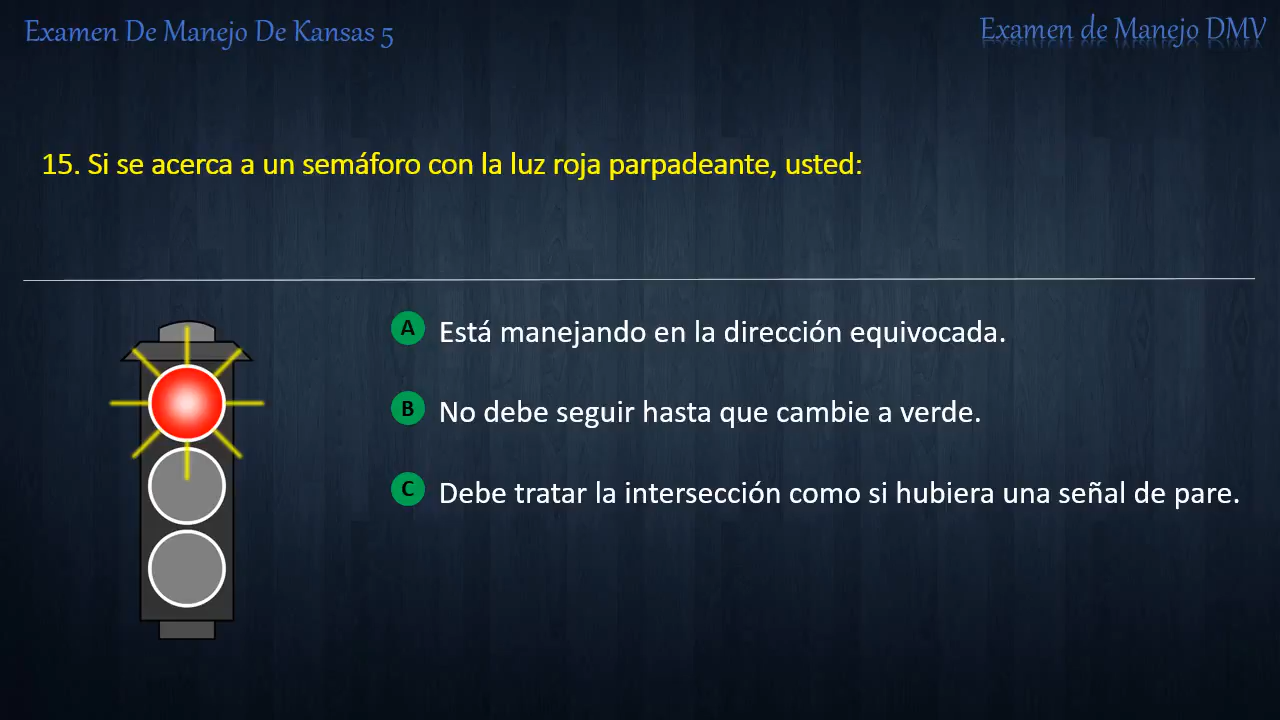 Examen De Manejo De Kansas 5
Examen de Manejo DMV
15. Si se acerca a un semáforo con la luz roja parpadeante, usted:
A Está manejando en la dirección equivocada.
B No debe seguir hasta que cambie a verde.
C Debe tratar la intersección como si hubiera una señal de pare.